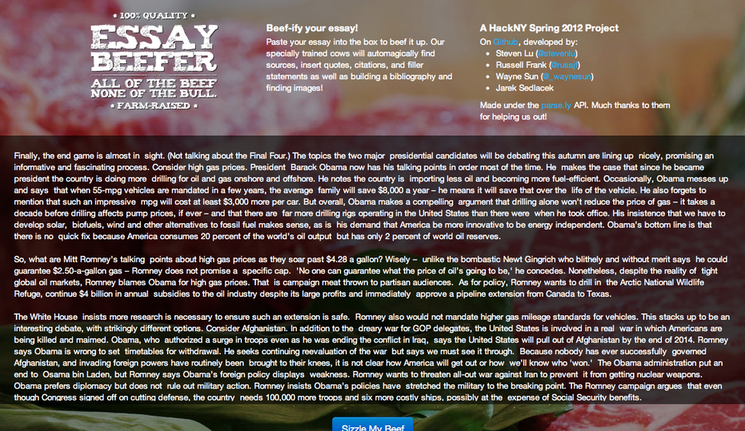 • 100% QUALITY •
ESSAY
BEEFER
ALL OF THE BEEF
NONE OF THE BULL.
• FARM-RAISED •
Beef-ify your essay!
Paste your essay into the box to beef it up. Our
specially trained cows will automagically find
sources, insert quotes, citations, and filler
statements as well as building a bibliography and
finding images!
A HackNY Spring 2012 Project
On Github, developed by:
• Steven Lu (@stevenlu)
• Russell Frank (@russjf)
• Wayne Sun (@_waynesun)
• Jarek Sedlacek
Made under the parse.ly API. Much thanks to them
for helping us out!
Finally, the end game is almost in sight. (Not talking about the Final Four.) The topics the two major presidential candidates will be debating this autumn are lining up nicely, promising an
informative and fascinating process. Consider high gas prices. President Barack Obama now has his talking points in order most of the time. He makes the case that since he became
president the country is doing more drilling for oil and gas onshore and offshore. He notes the country is importing less oil and becoming more fuel-efficient. Occasionally, Obama messes up
and says that when 55-mpg vehicles are mandated in a few years, the average family will save $8,000 a year – he means it will save that over the life of the vehicle. He also forgets to
mention that such an impressive mpg will cost at least $3,000 more per car. But overall, Obama makes a compelling argument that drilling alone won't reduce the price of gas – it takes a
decade before drilling affects pump prices, if ever – and that there are far more drilling rigs operating in the United States than there were when he took office. His insistence that we have to
develop solar, biofuels, wind and other alternatives to fossil fuel makes sense, as is his demand that America be more innovative to be energy independent. Obama's bottom line is that
there is no quick fix because America consumes 20 percent of the world's oil output but has only 2 percent of world oil reserves.
So, what are Mitt Romney's talking points about high gas prices as they soar past $4.28 a gallon? Wisely – unlike the bombastic Newt Gingrich who blithely and without merit says he could
guarantee $2.50-a-gallon gas – Romney does not promise a specific cap. 'No one can guarantee what the price of oil's going to be,' he concedes. Nonetheless, despite the reality of tight
global oil markets, Romney blames Obama for high gas prices. That is campaign meat thrown to partisan audiences. As for policy, Romney wants to drill in the Arctic National Wildlife
Refuge, continue $4 billion in annual subsidies to the oil industry despite its large profits and immediately approve a pipeline extension from Canada to Texas.
The White House insists more research is necessary to ensure such an extension is safe. Romney also would not mandate higher gas mileage standards for vehicles. This stacks up to be an
interesting debate, with strikingly different options. Consider Afghanistan. In addition to the dreary war for GOP delegates, the United States is involved in a real war in which Americans are
being killed and maimed. Obama, who authorized a surge in troops even as he was ending the conflict in Iraq, says the United States will pull out of Afghanistan by the end of 2014. Romney
says Obama is wrong to set timetables for withdrawal. He seeks continuing reevaluation of the war but says we must see it through. Because nobody has ever successfully governed
Afghanistan, and invading foreign powers have routinely been brought to their knees, it is not clear how America will get out or how we'll know who 'won.' The Obama administration put an
end to Osama bin Laden, but Romney says Obama's foreign policy displays weakness. Romney wants to threaten all-out war against Iran to prevent it from getting nuclear weapons.
Obama prefers diplomacy but does not rule out military action. Romney insists Obama's policies have stretched the military to the breaking point. The Romney campaign argues that even
though Congress signed off on cutting defense, the country needs 100,000 more troops and six more costly ships, possibly at the expense of Social Security benefits.
Sizzle My Beef